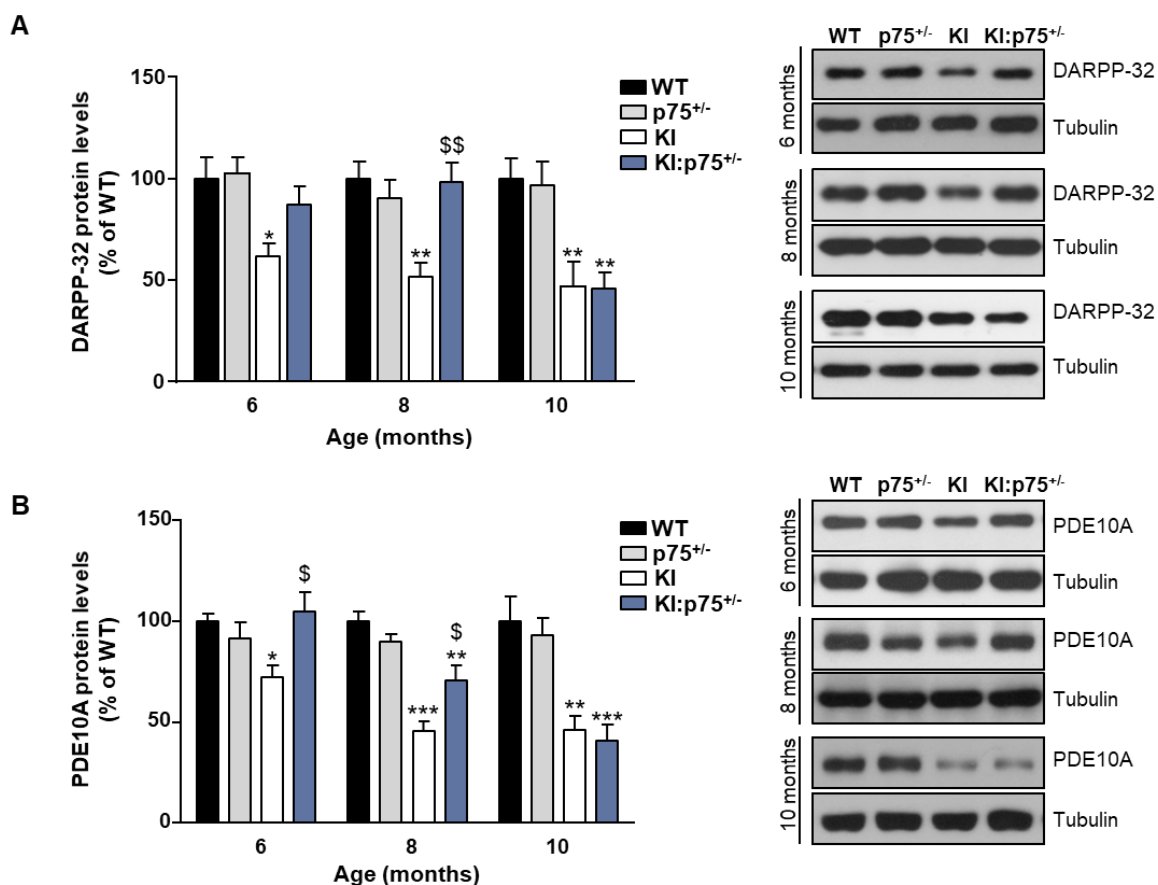 A
DARPP-32 protein levels
(% of WT)
150
100
50
0
* ** $$ ** **
6 8 10
Age (months)
WT
p75+/-
KI
KI:p75+/-
WT p75+/- KI KI:p75+/-
6 months
DARPP-32
Tubulin
8 months
DARPP-32
Tubulin
10 months
DARPP-32
Tubulin
B
PDE10A protein levels
(% of WT)
150
100
50
0
* $ *** $ ** ** ***
6 8 10
Age (months)
WT
p75+/-
KI
KI:p75+/-
WT p75+/- KI KI:p75+/-
6 months
PDE10A
Tubulin
8 months
PDE10A
Tubulin
10 months
PDE10A
Tubulin